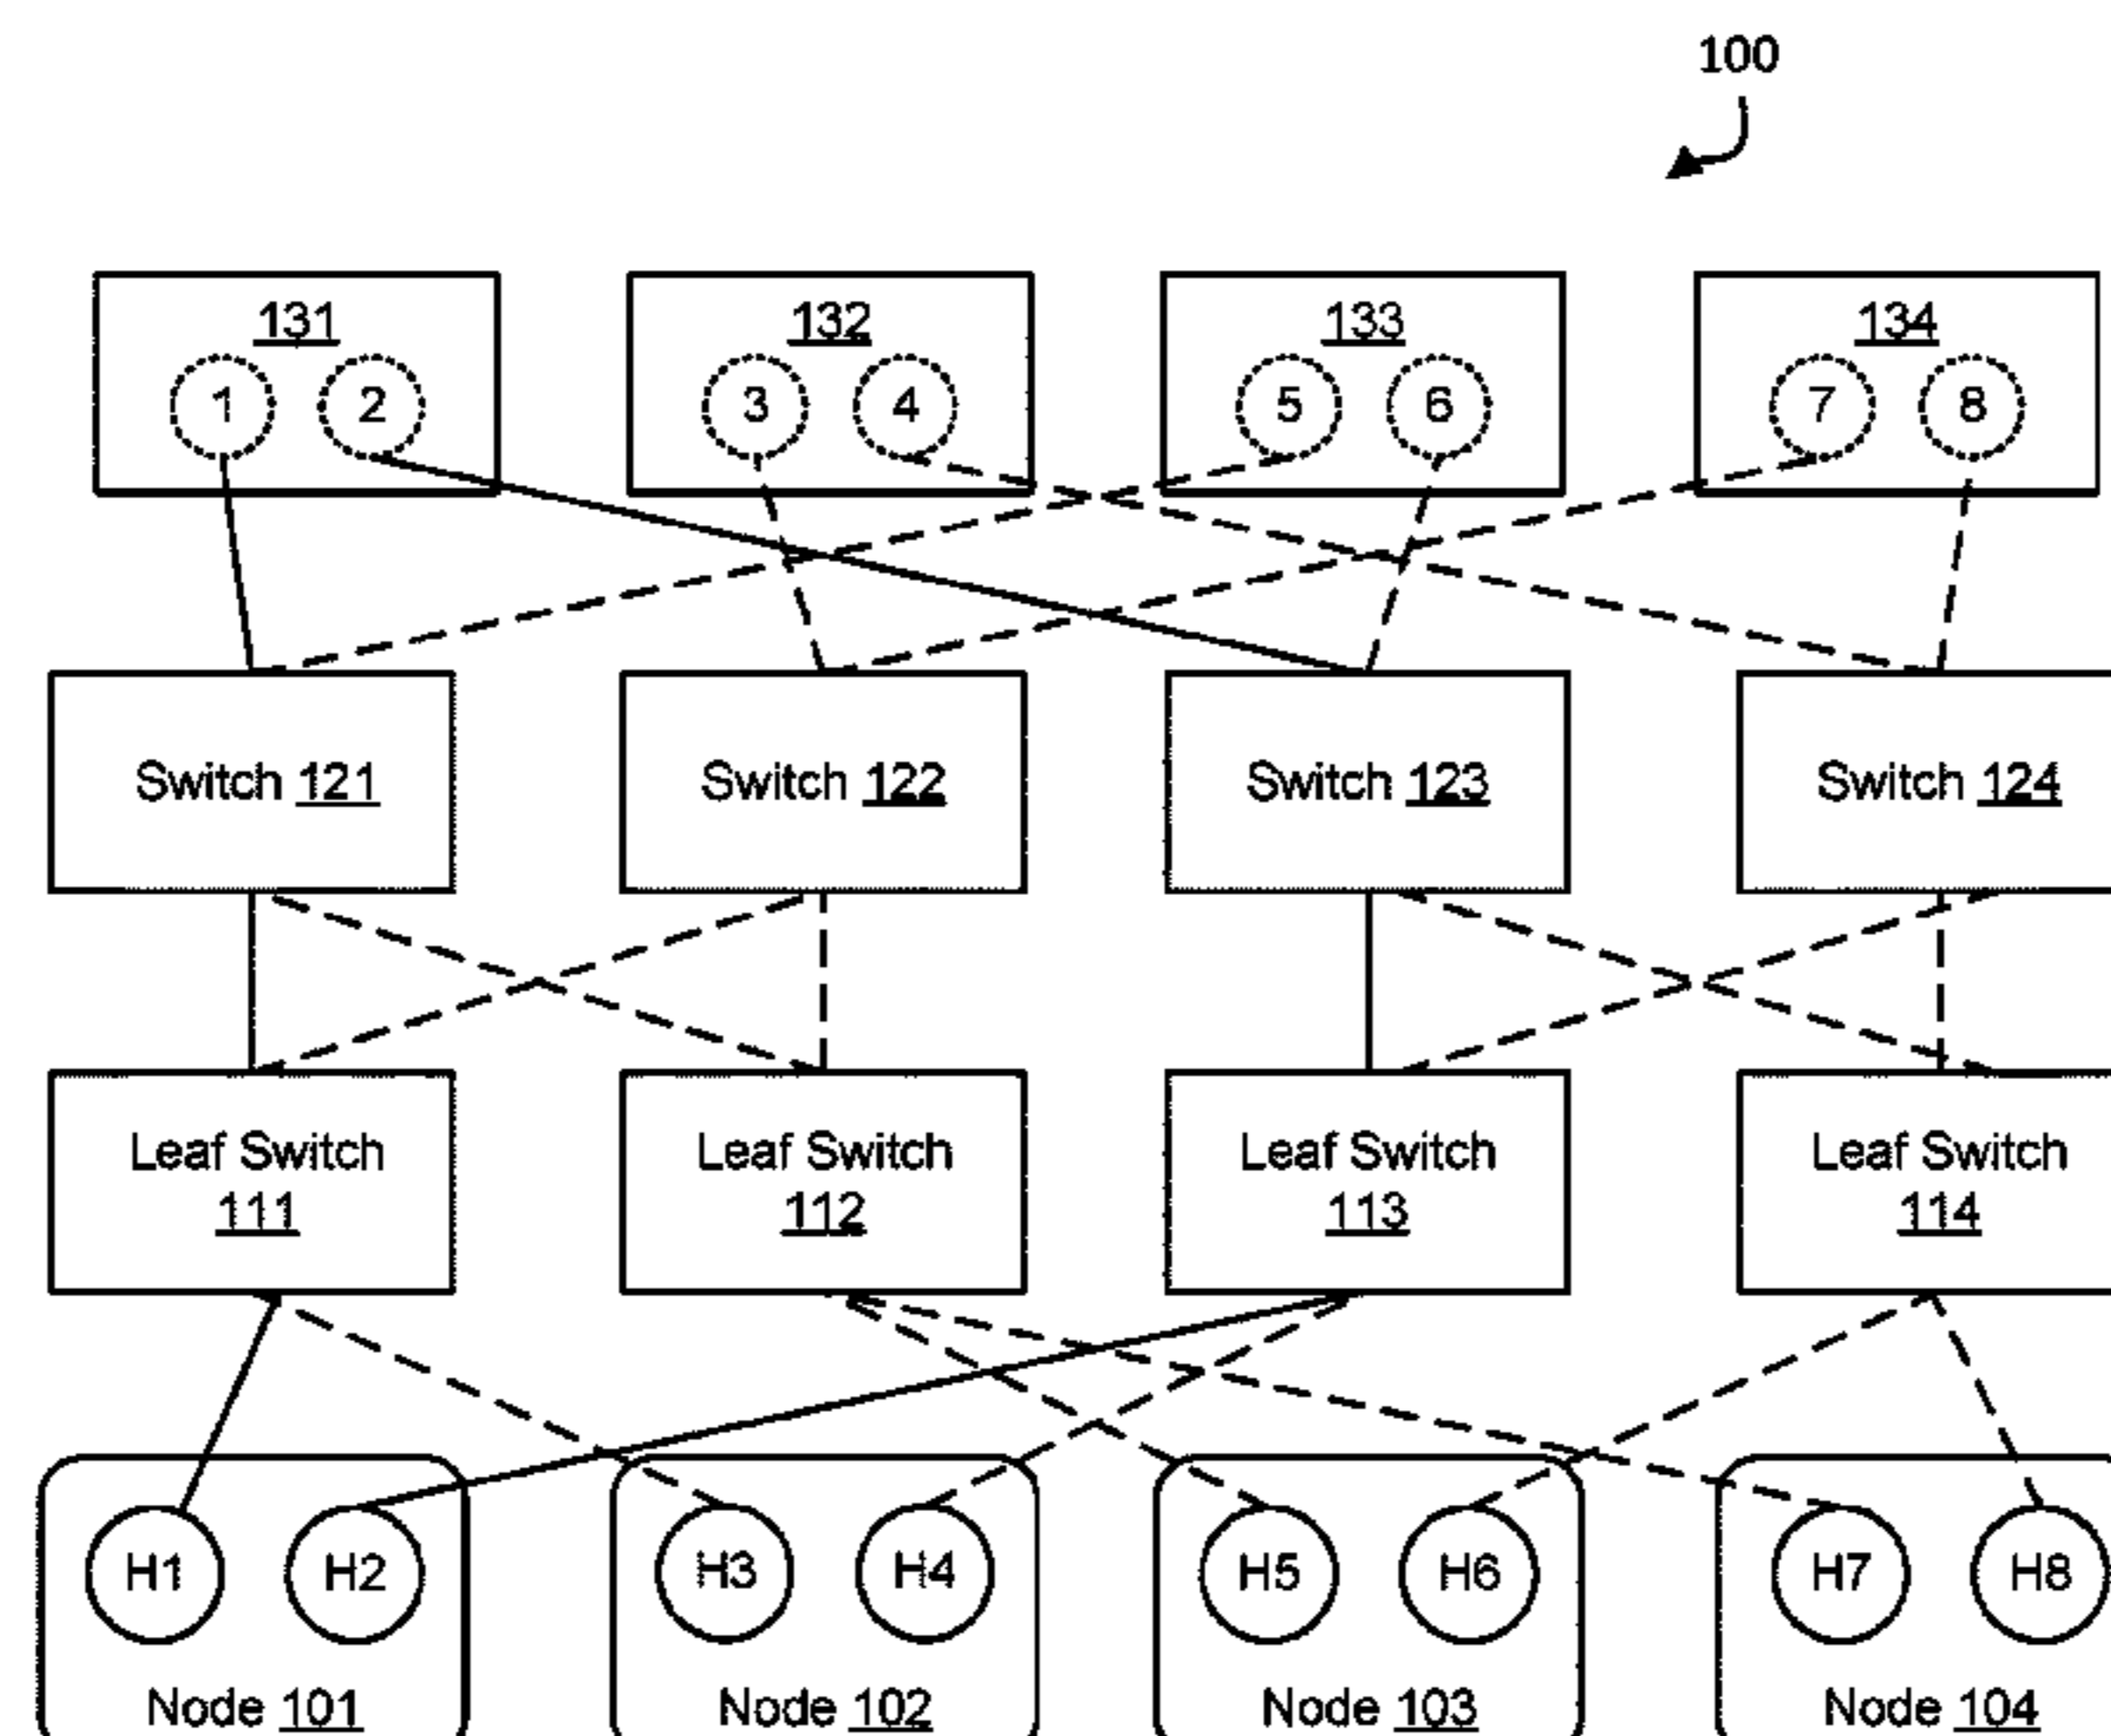 100
131 132 133 134
1 2 3 4 5 6 7 8
Switch 121 Switch 122 Switch 123 Switch 124
Leaf Switch Leaf Switch Leaf Switch Leaf Switch
111 112 113 114
H1 H2 H3 H4 H5 H6 H7 H8
Node 101 Node 102 Node 103 Node 104